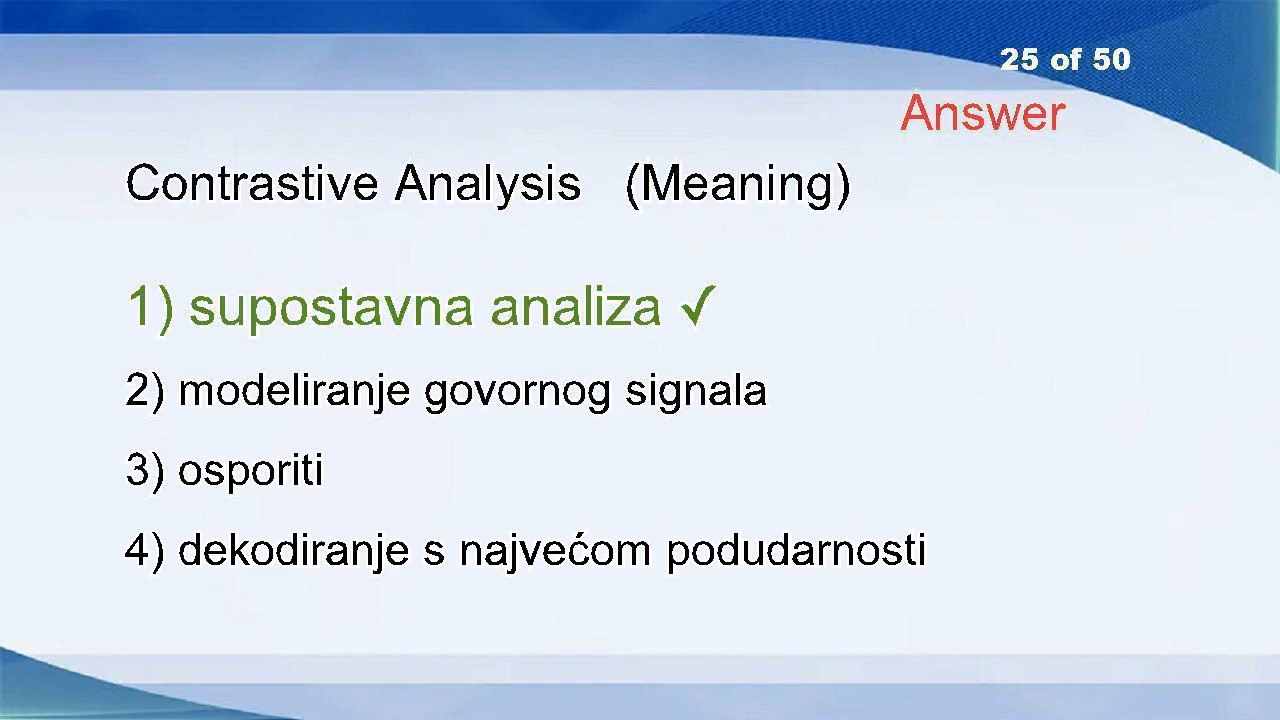 25 of 50
Answer
Contrastive Analysis (Meaning)
1) supostavna analiza ✓
2) modeliranje govornog signala
3) osporiti
4) dekodiranje s najvećom podudarnosti